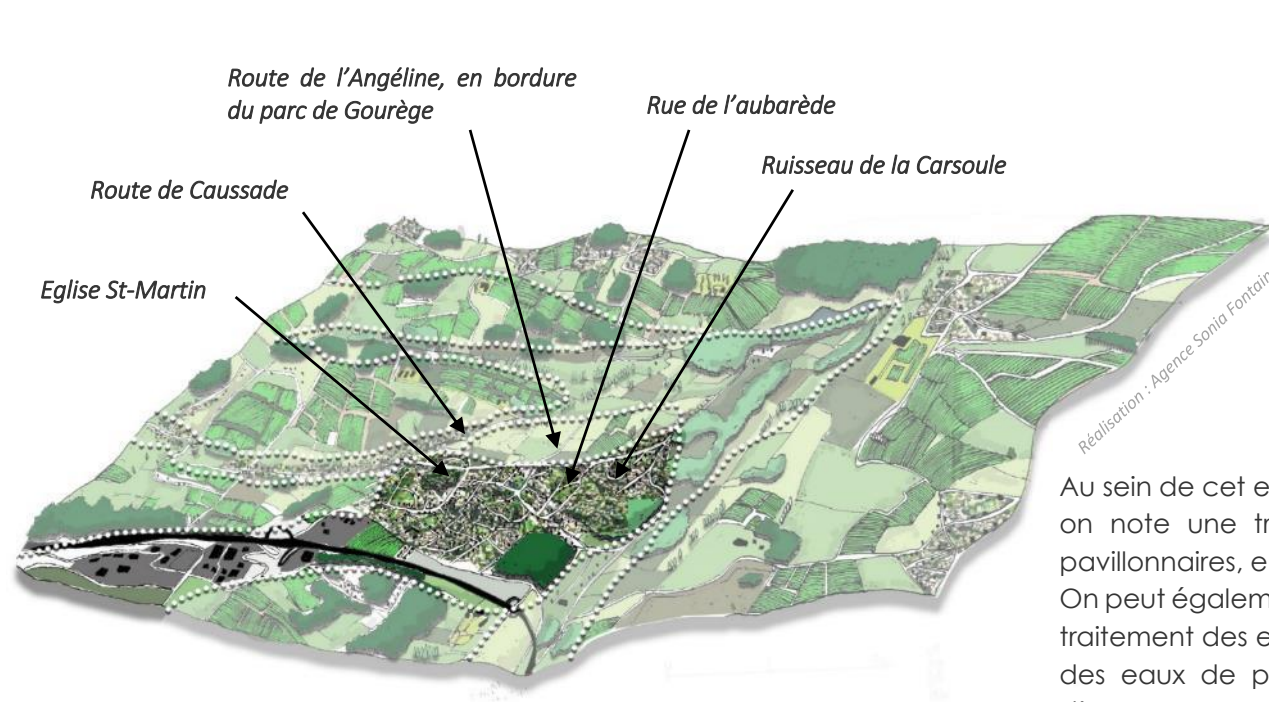 Route de l'Angéline, en bordure
du parc de Gourège
Rue de l'aubarède
Ruisseau de la Carsoule
Route de Caussade
Eglise St-Martin
Réalisation : Agence Sonia Fontain
Au sein de cet e
on note une tr
pavillonnaires, e
On peut égalem
traitement des e
des eaux de p